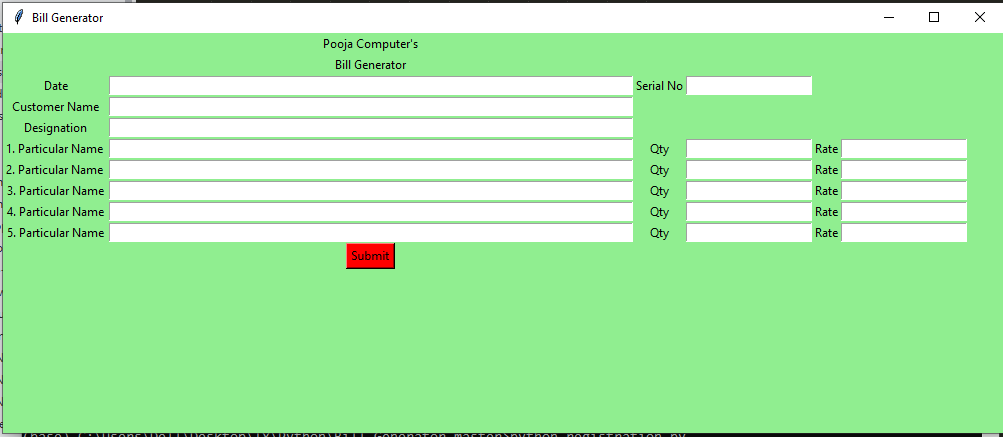 Bill Generator
Pooja Computer's
Bill Generator
Date Serial No
Customer Name
Designation
1. Particular Name Qty Rate
2. Particular Name Qty Rate
3. Particular Name Qty Rate
4. Particular Name Qty Rate
5. Particular Name Qty Rate
Submit